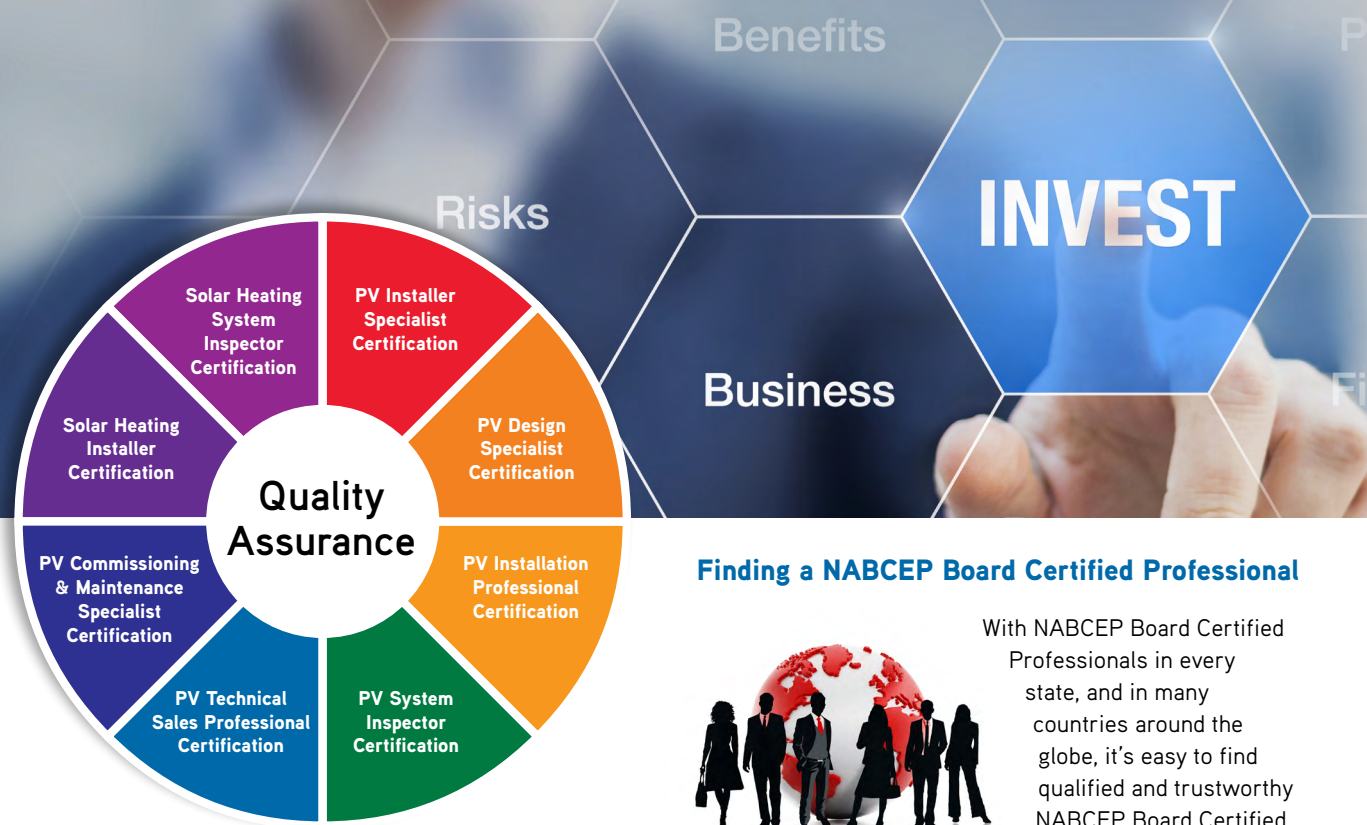 Benefits
Risks
INVEST
Business
Solar Heating
System
Inspector
Certification
PV Installer
Specialist
Certification
Solar Heating
Installer
Certification
PV Design
Specialist
Certification
Quality
Assurance
PV Commissioning
& Maintenance
Specialist
Certification
PV Installation
Professional
Certification
PV Technical
Sales Professional
Certification
PV System
Inspector
Certification
Finding a NABCEP Board Certified Professional
With NABCEP Board Certified
Professionals in every
state, and in many
countries around the
globe, it’s easy to find
qualified and trustworthy
NABCEP Board Certified